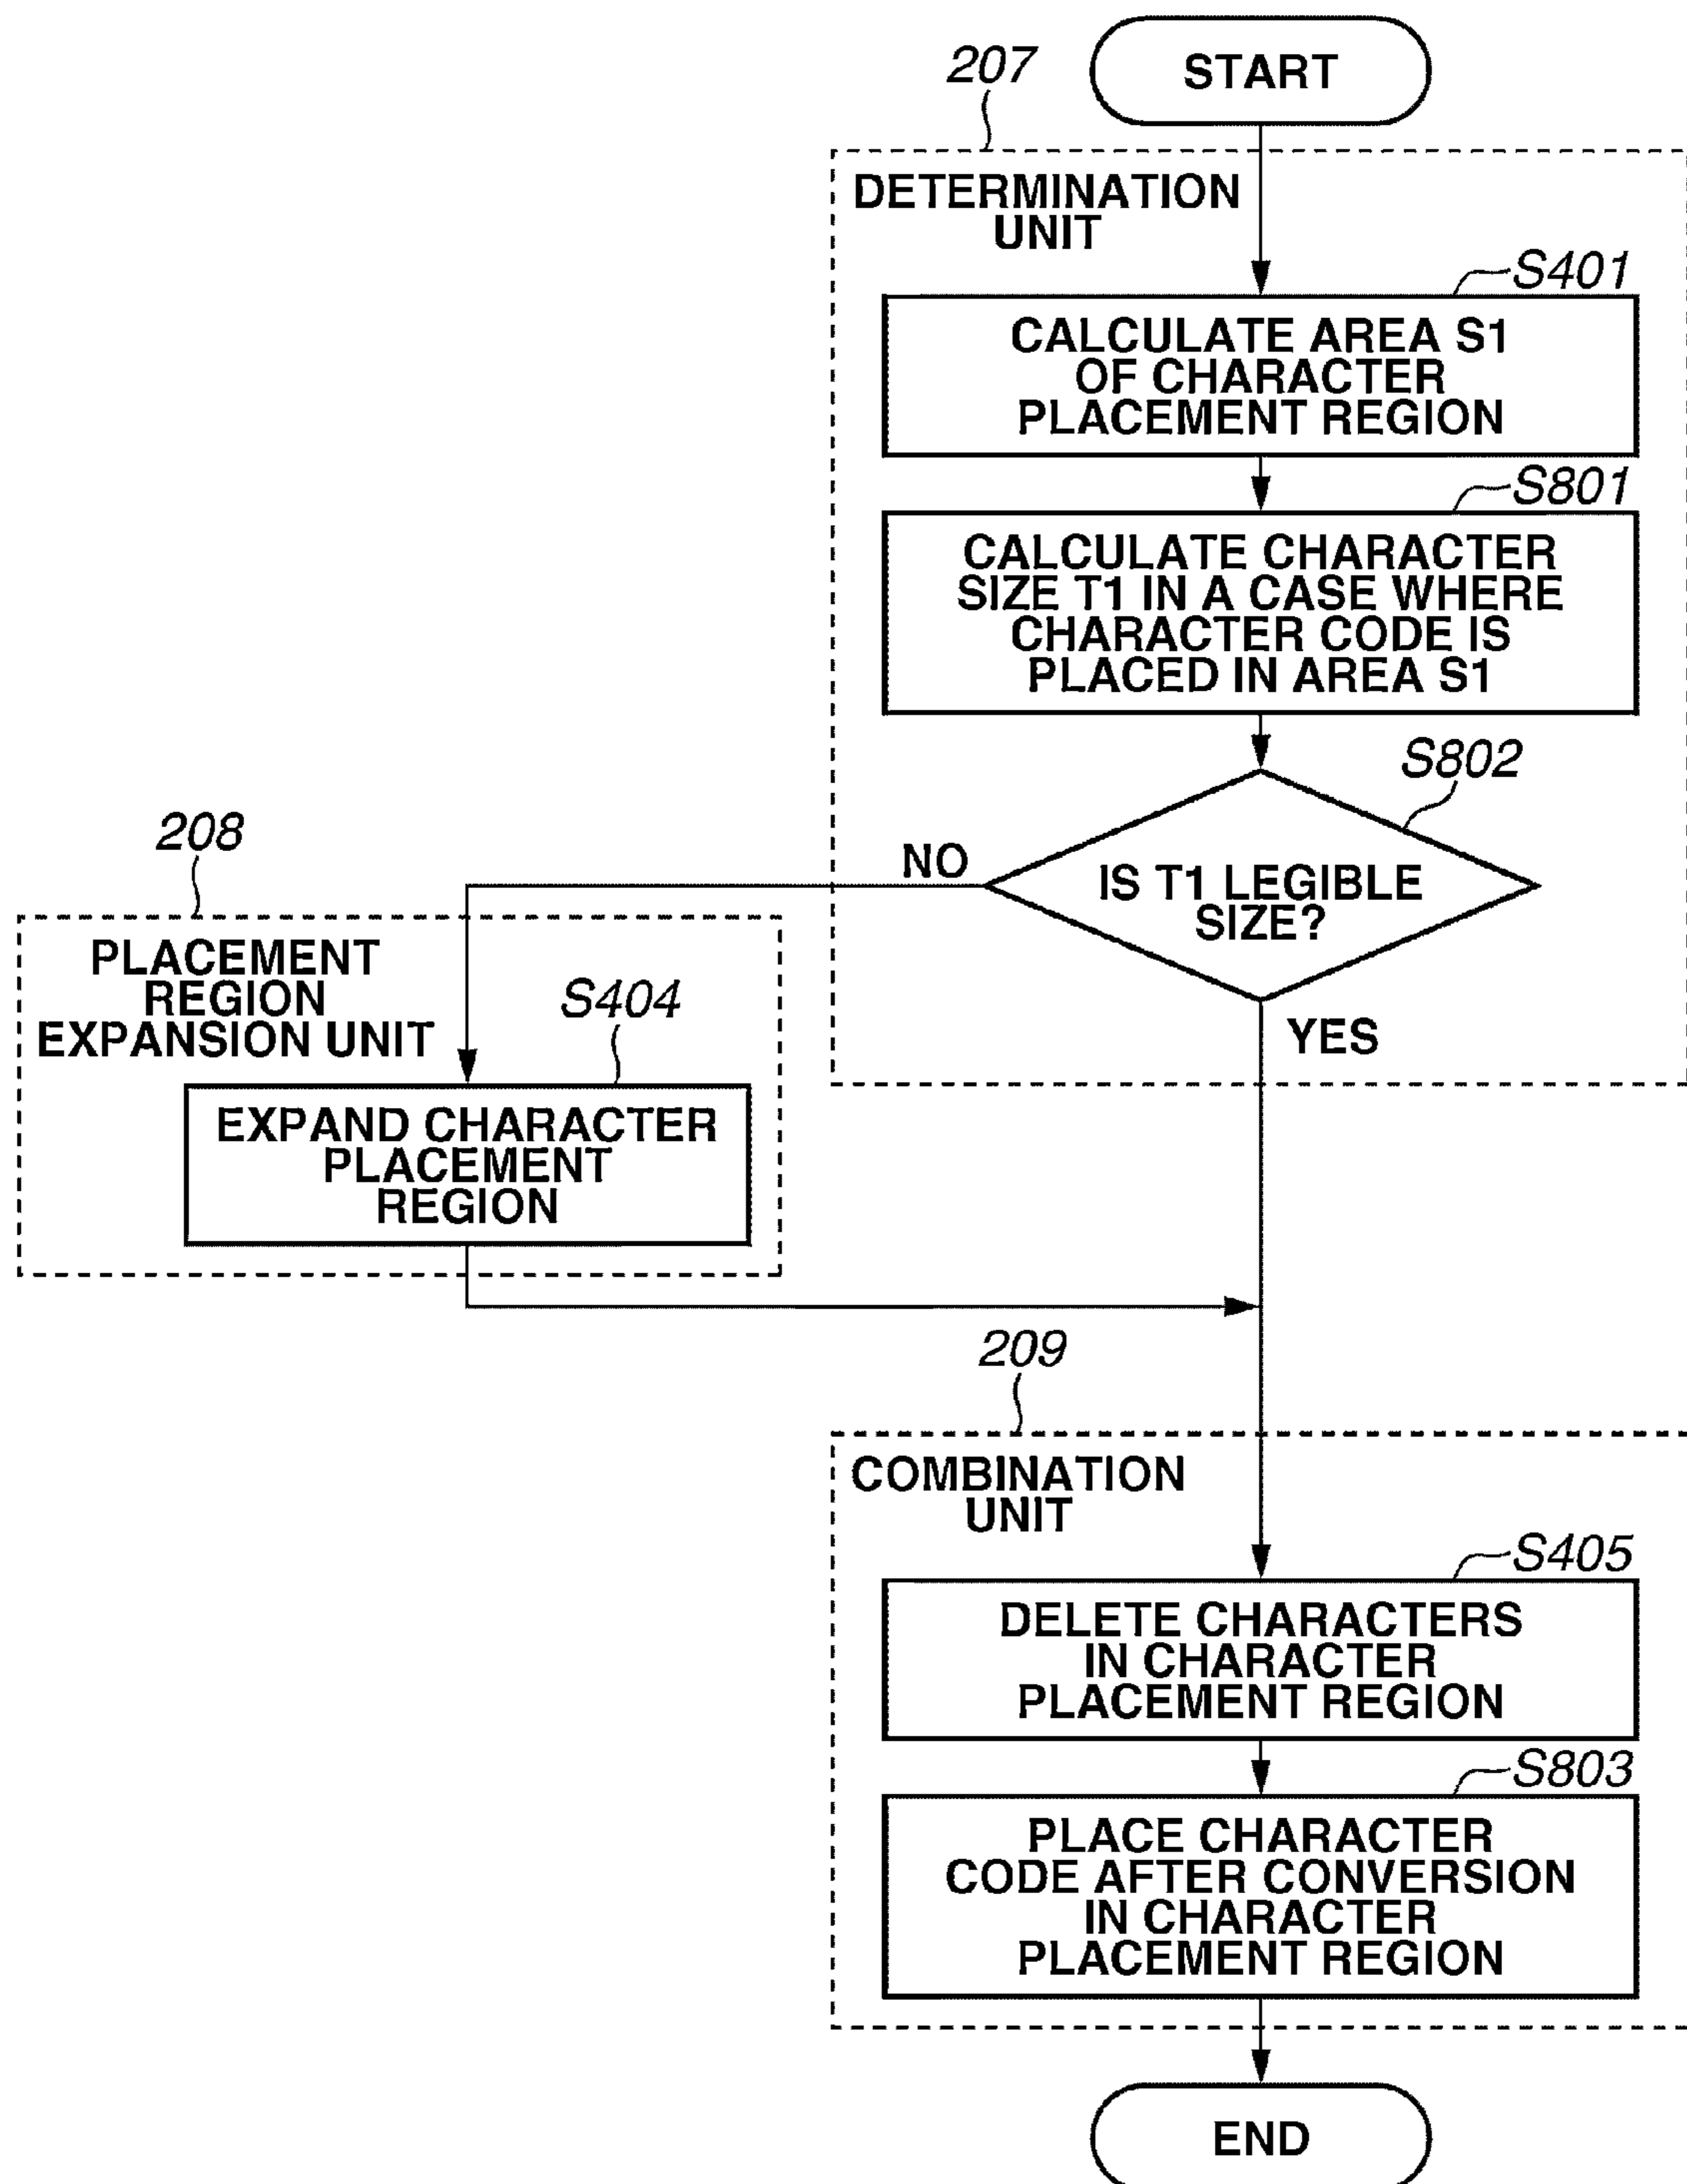 START
207
DETERMINATION
UNIT
S401
CALCULATE AREA S1
OF CHARACTER
PLACEMENT REGION
S801
CALCULATE CHARACTER
SIZE T1 IN A CASE WHERE
CHARACTER CODE IS
PLACED IN AREA S1
S802
IS T1 LEGIBLE
SIZE?
NO
YES
208
PLACEMENT
REGION
EXPANSION UNIT
S404
EXPAND CHARACTER
PLACEMENT
REGION
209
COMBINATION
UNIT
S405
DELETE CHARACTERS
IN CHARACTER
PLACEMENT REGION
S803
PLACE CHARACTER
CODE AFTER CONVERSION
IN CHARACTER
PLACEMENT REGION
END